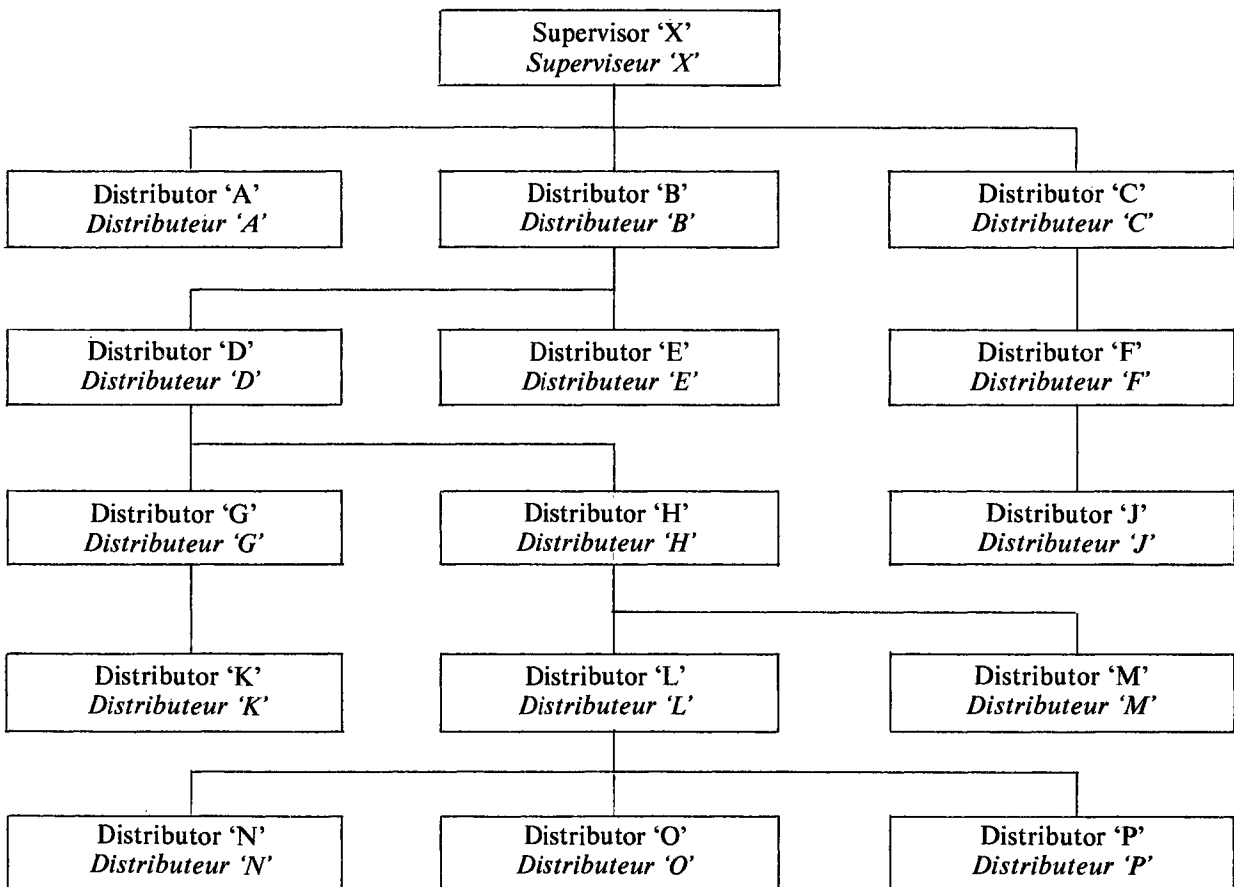 Supervisor ‘X’
Superviseur ‘X’
Distributor ‘A’
Distributeur ‘A’
Distributor ‘B’
Distributeur ‘B’
Distributor ‘C’
Distributeur ‘C’
Distributor ‘D’
Distributeur ‘D’
Distributor ‘E’
Distributeur ‘E’
Distributor ‘F’
Distributeur ‘F’
Distributor ‘G’
Distributeur ‘G’
Distributor ‘H’
Distributeur ‘H’
Distributor ‘J’
Distributeur ‘J’
Distributor ‘K’
Distributeur ‘K’
Distributor ‘L’
Distributeur ‘L’
Distributor ‘M’
Distributeur ‘M’
Distributor ‘N’
Distributeur ‘N’
Distributor ‘O’
Distributeur ‘O’
Distributor ‘P’
Distributeur ‘P’